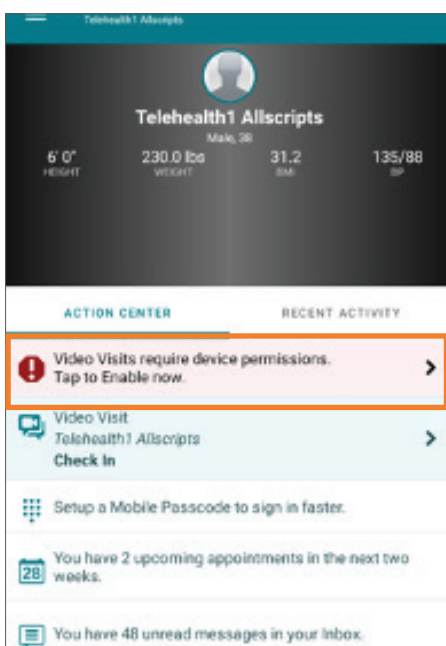 Telehealth1 Allscripts
Telehealth1 Allscripts
Male, 38
6' 0" 230.0 lbs 31.2 135/88
HEIGHT WEIGHT BMI BP
ACTION CENTER RECENT ACTIVITY
Video Visits require device permissions.
Tap to Enable now.
Video Visit
Telehealth1 Allscripts
Check In
Setup a Mobile Passcode to sign in faster.
28
You have 2 upcoming appointments in the next two
weeks.
You have 48 unread messages in your Inbox.